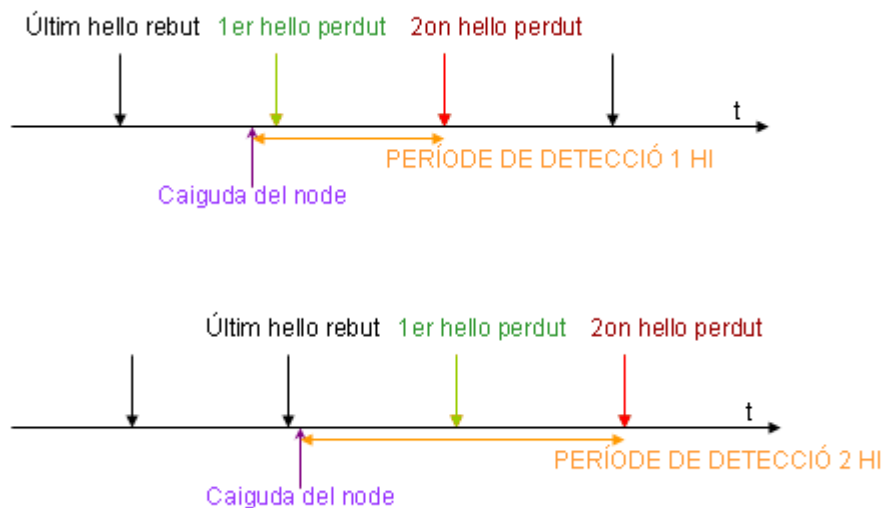 Últim hello rebut 1er hello perdut 2on hello perdut
t
PERÍODE DE DETECCIÓ 1 HI
Caiguda del node
Últim hello rebut 1er hello perdut 2on hello perdut
t
PERÍODE DE DETECCIÓ 2 HI
Caiguda del node